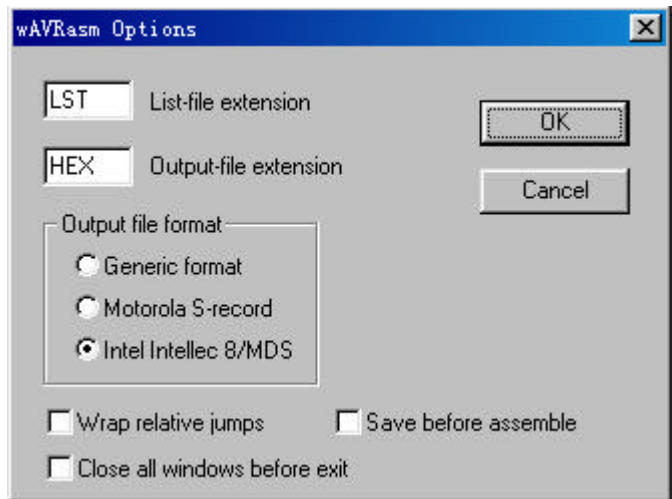 wAVRasm Options
LST List-file extension
OK
HEX Output-file extension
Cancel
Output file format
Generic format
Motorola S-record
Intel Intellec 8/MDS
Wrap relative jumps
Save before assemble
Close all windows before exit